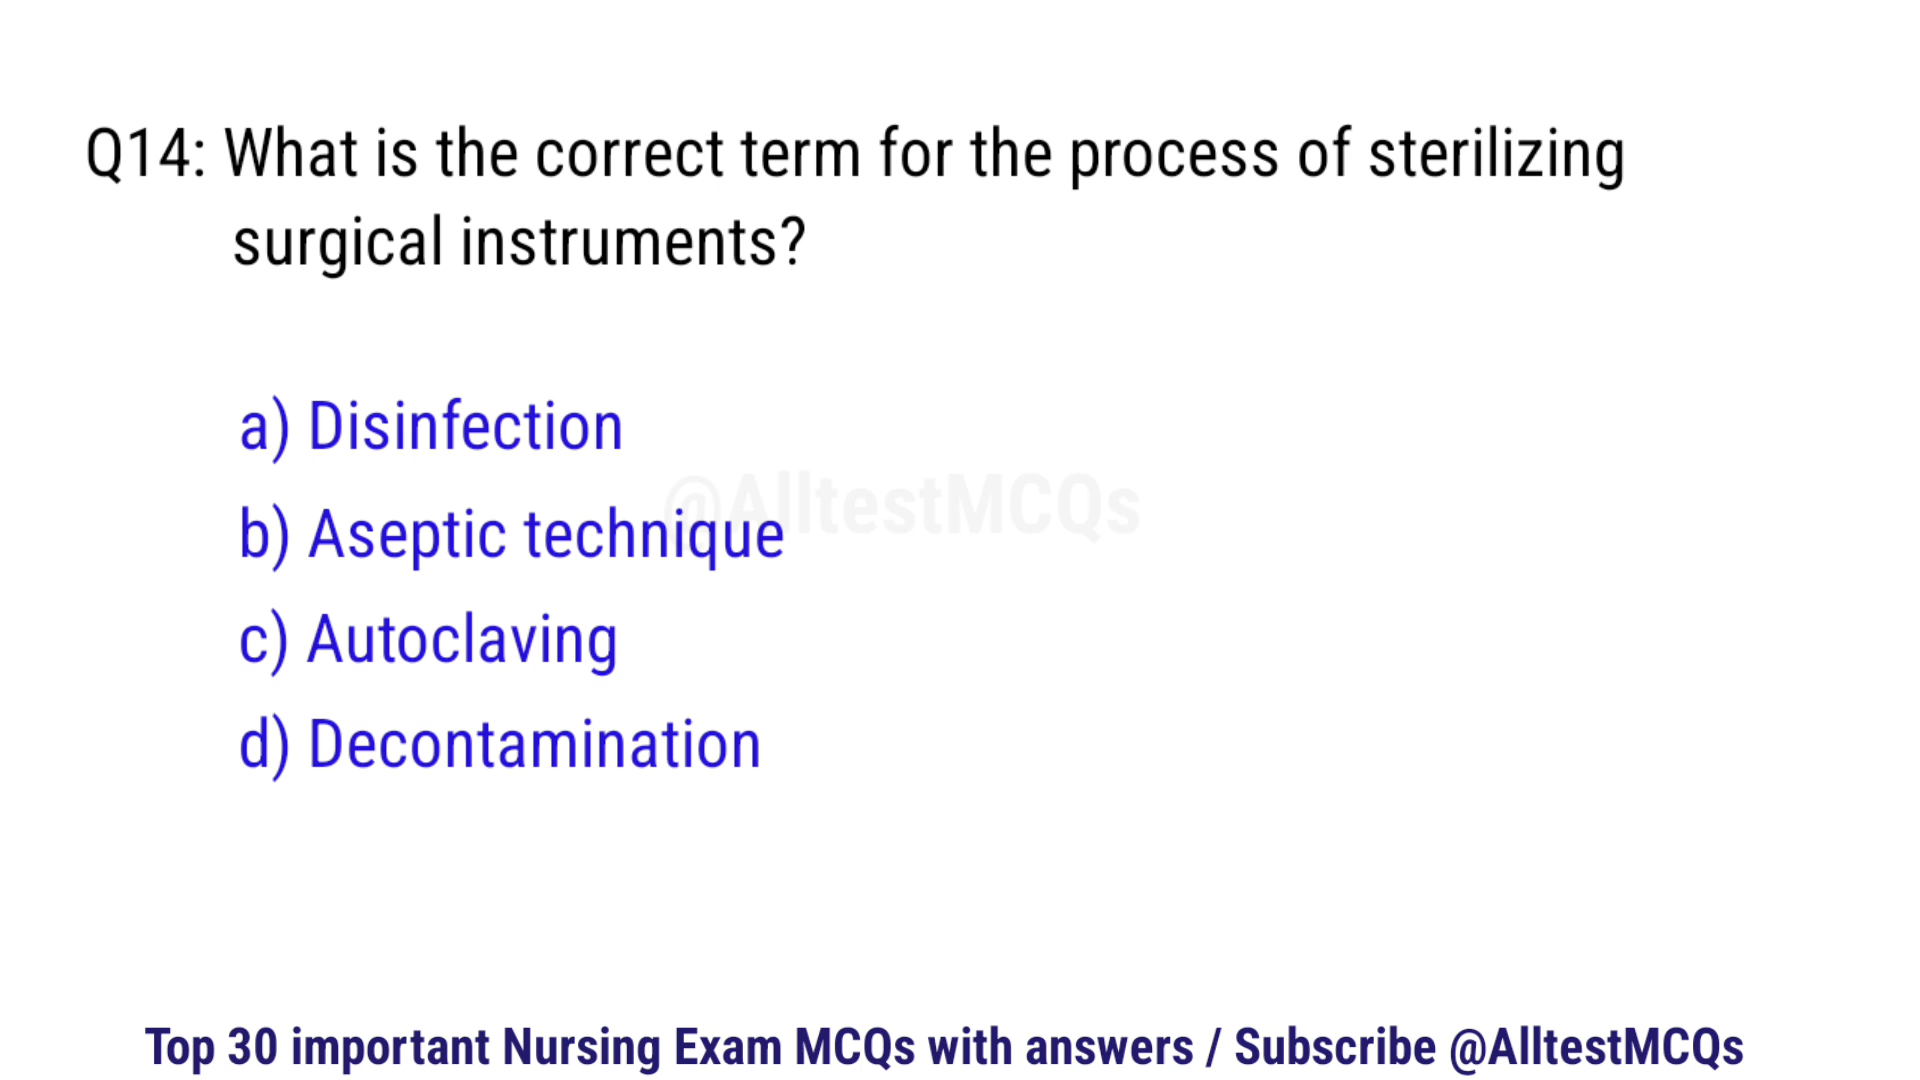 Q14: What is the correct term for the process of sterilizing
surgical instruments?
a) Disinfection
@AlltestMCQs
b) Aseptic technique
c) Autoclaving
d) Decontamination
Top 30 important Nursing Exam MCQs with answers / Subscribe @AlltestMCQs